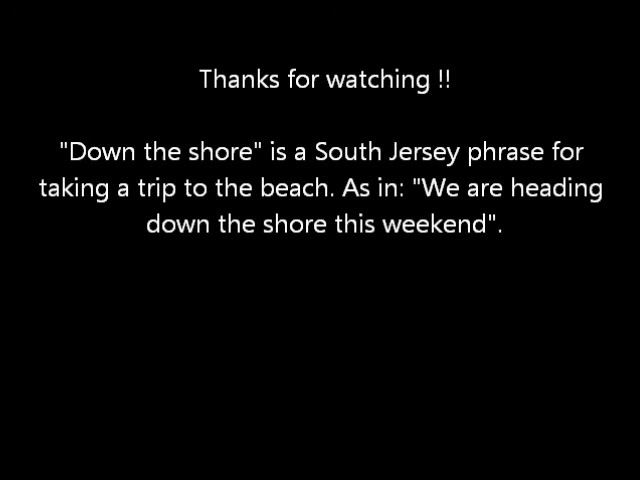 Thanks for watching !!
"Down the shore" is a South Jersey phrase for
taking a trip to the beach. As in: "We are heading
down the shore this weekend".